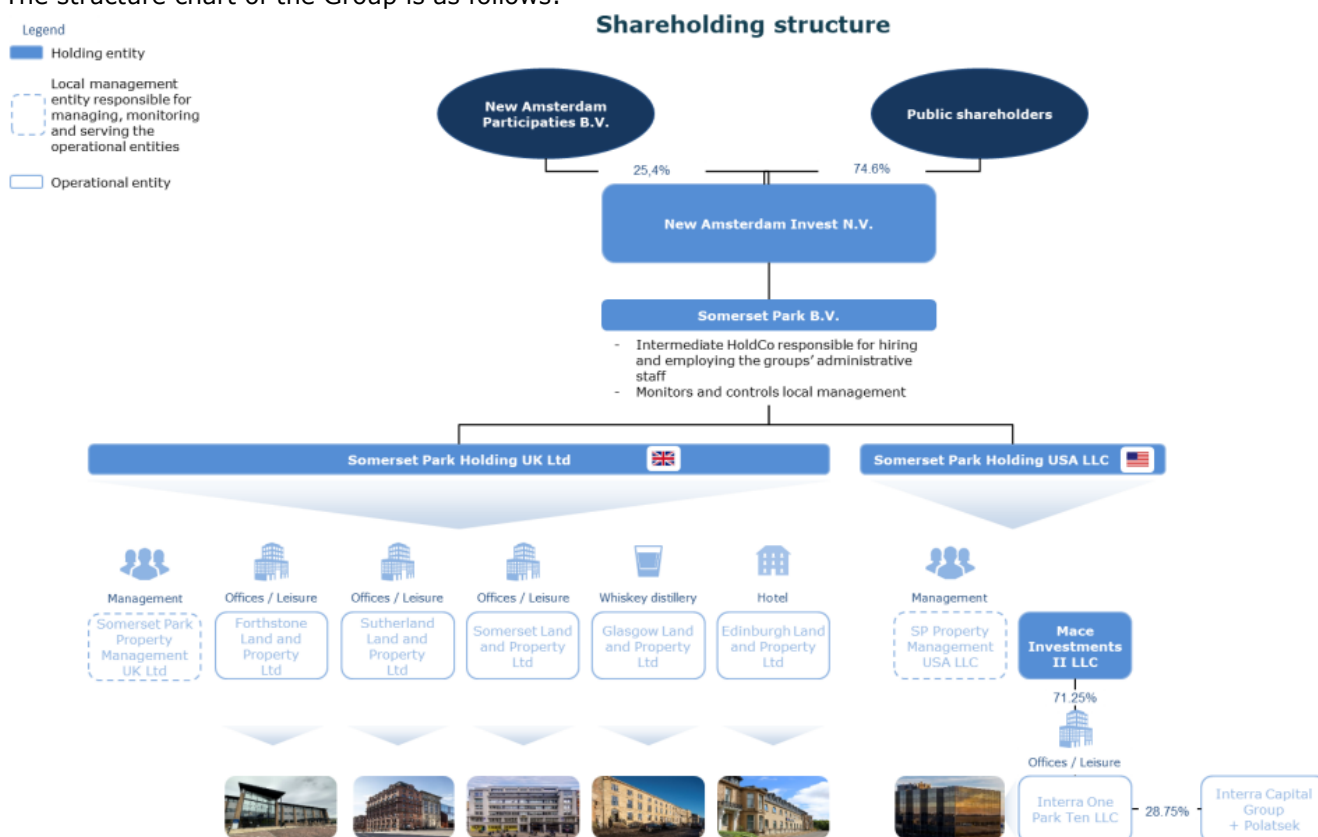 The structure chart of the Group is as follows:
Shareholding structure
Legend
Holding entity
Local management
entity responsible for
managing, monitoring
and serving the
operational entities
Operational entity
New Amsterdam
Participaties B.V.
Public shareholders
25,4%
74.6%
New Amsterdam Invest N.V.
Somerset Park B.V.
- Intermediate HoldCo responsible for hiring
and employing the groups' administrative
staff
- Monitors and controls local management
Somerset Park Holding UK Ltd
Somerset Park Holding USA LLC
Management
Offices / Leisure
Offices / Leisure
Offices / Leisure
Whiskey distillery
Hotel
Management
Somerset Park
Property
Management
UK Ltd
Forthstone
Land and
Property
Ltd
Sutherland
Land and
Property
Ltd
Somerset Land
and Property
Ltd
Glasgow Land
and Property
Ltd
Edinburgh Land
and Property
Ltd
SP Property
Management
USA LLC
Mace
Investments
II LLC
71.25%
Offices / Leisure
Interra One
Park Ten LLC
28.75%
Interra Capital
Group
+ Polatsek